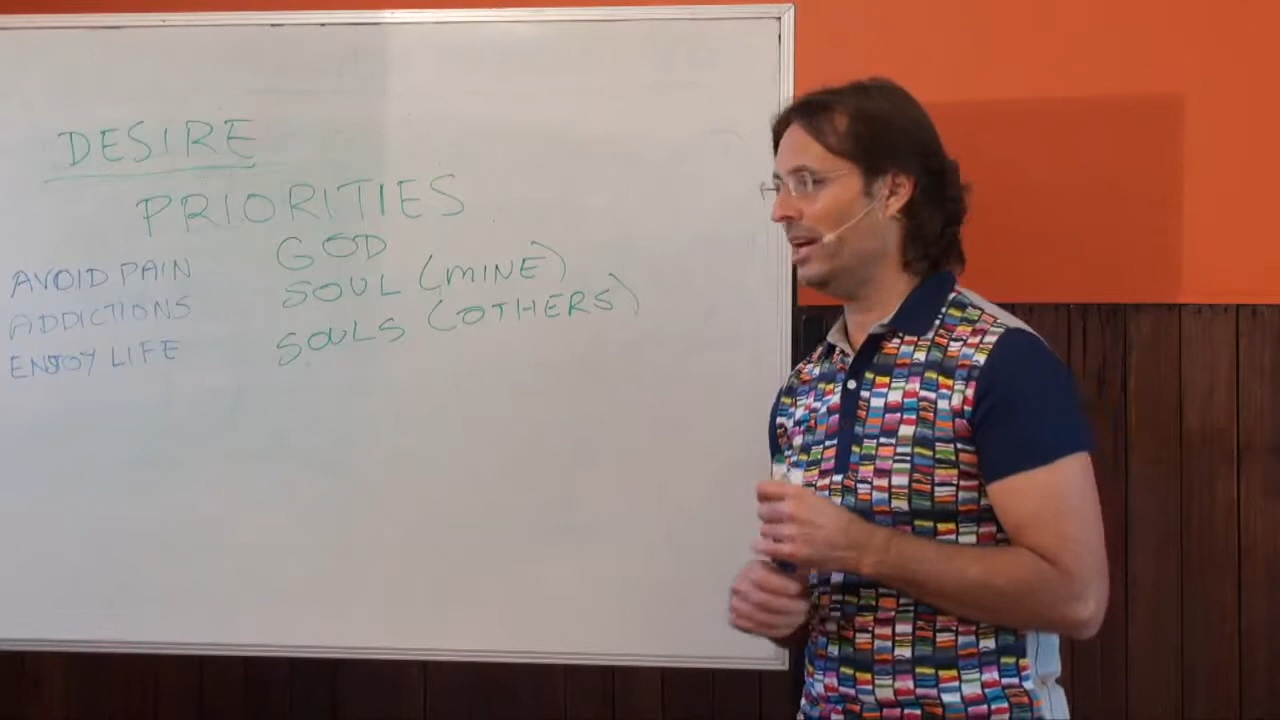 DESIRE
PRIORITIES
AVOID PAIN
ADDICTIONS
ENJOY LIFE
GOD
SOUL (MINE)
SOULS (OTHERS)